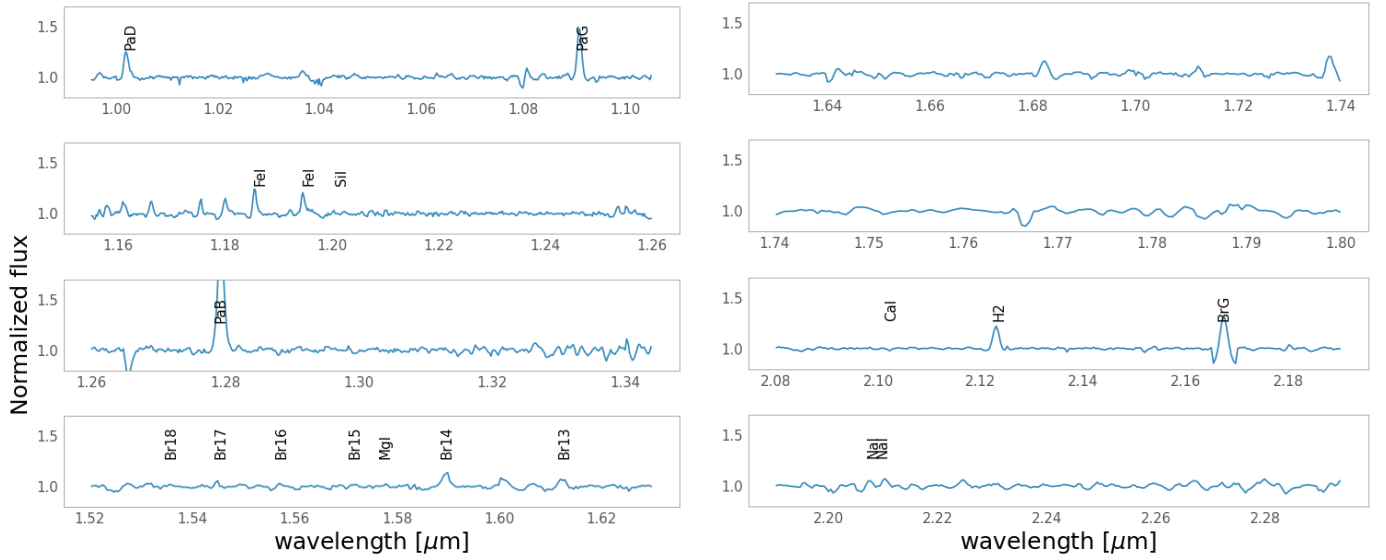 1.5
1.0
PaD
PaG
1.00 1.02 1.04 1.06 1.08 1.10
1.5
1.0
FeI
FeI
SiI
1.16 1.18 1.20 1.22 1.24 1.26
1.5
1.0
PaB
1.26 1.28 1.30 1.32 1.34
1.5
1.0
Br18
Br17
Br16
Br15
MgI
Br14
Br13
1.52 1.54 1.56 1.58 1.60 1.62
Normalized flux
wavelength [μm]
1.5
1.0
1.64 1.66 1.68 1.70 1.72 1.74
1.5
1.0
1.74 1.75 1.76 1.77 1.78 1.79 1.80
1.5
1.0
CaI
H2
BrG
2.08 2.10 2.12 2.14 2.16 2.18
1.5
1.0
NaI
NaI
2.20 2.22 2.24 2.26 2.28
wavelength [μm]